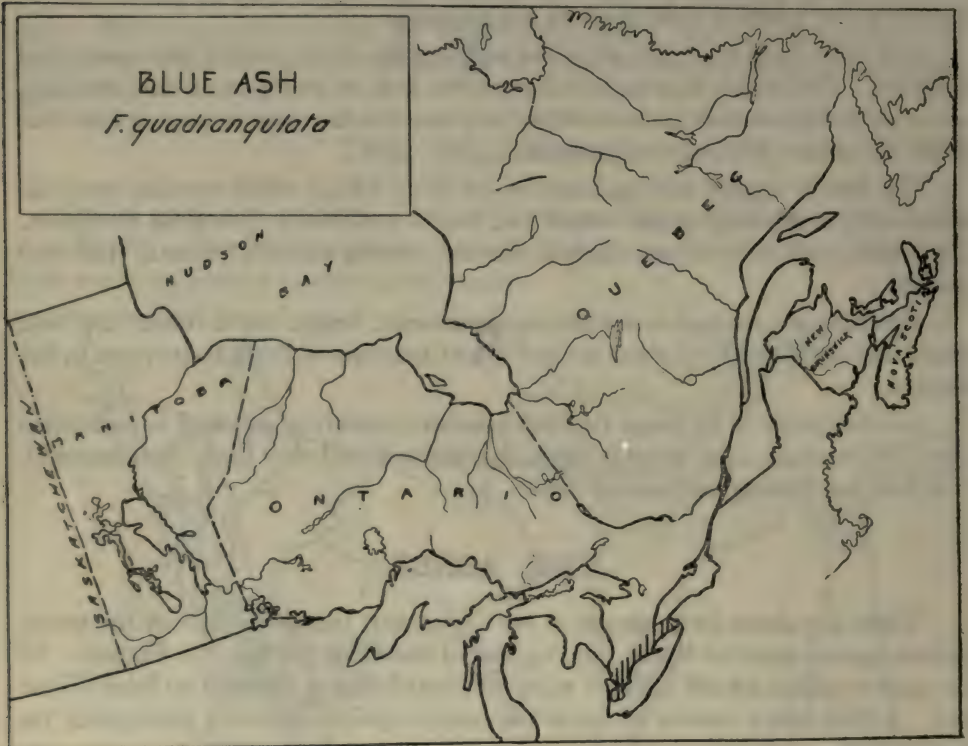 BLUE ASH
F. quadrangulata
HUDSON
BAY
QUEBEC
NEW
BRUNSWICK
NOVA SCOTIA
MANITOBA
SASKATCHEWAN
ONTARIO